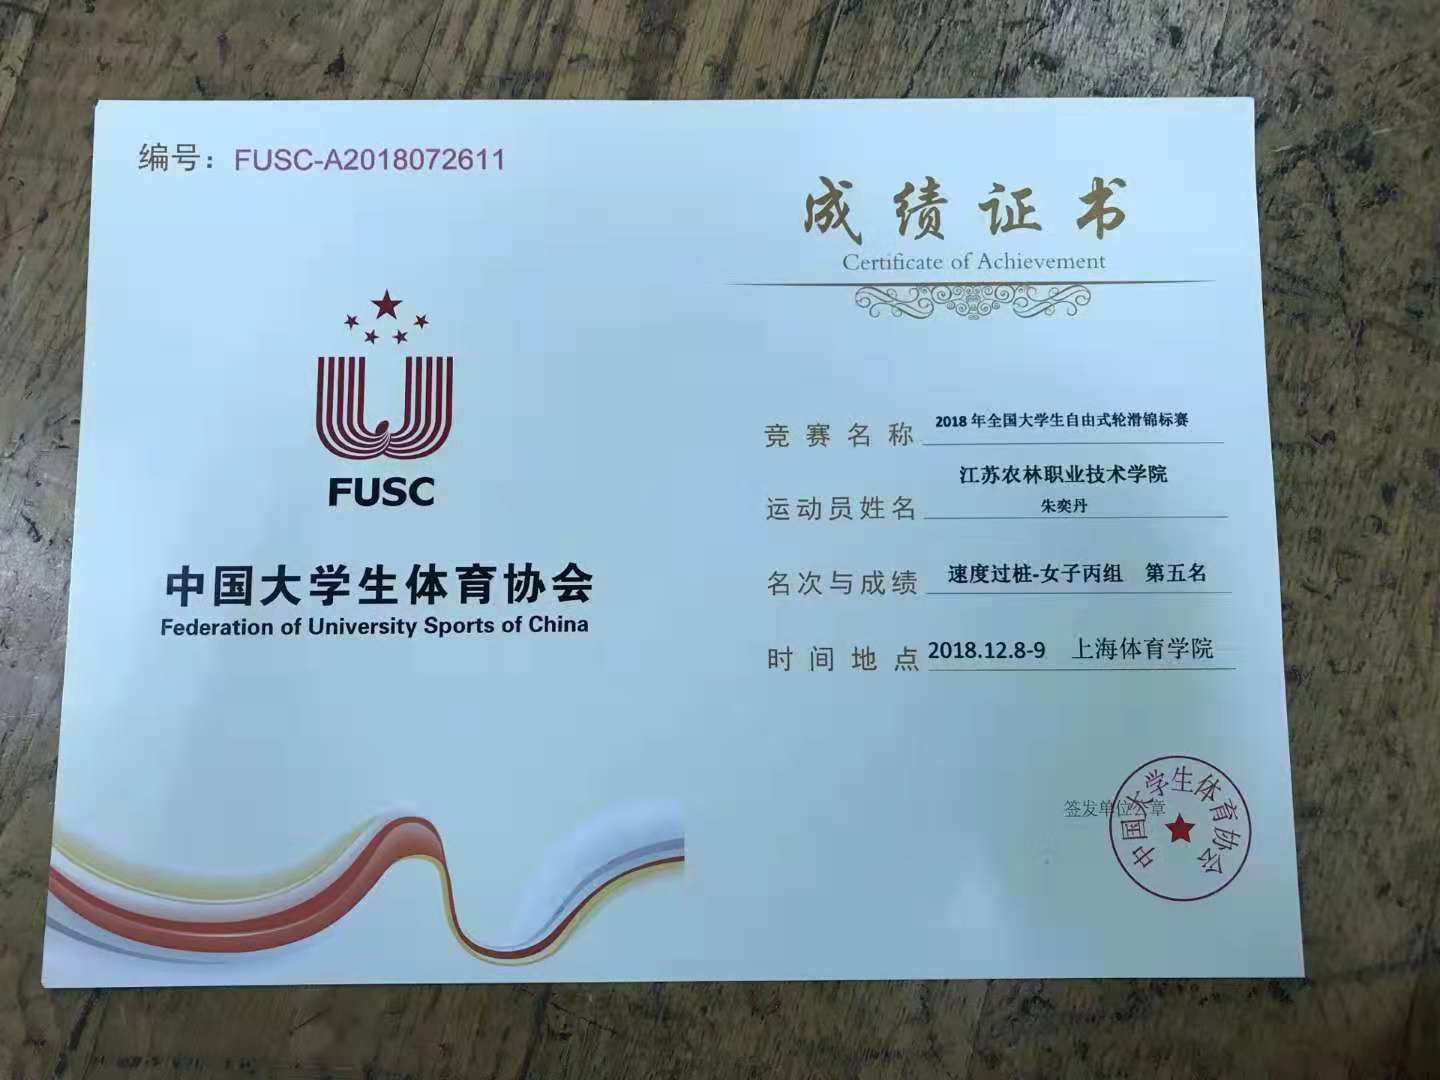 编号：FUSC-A2018072611
FUSC
中国大学生体育协会
Federation of University Sports of China
成绩证书
Certificate of Achievement
竞赛名称 2018 年全国大学生自由式轮滑锦标赛
江苏农林职业技术学院
运动员姓名 朱奕丹
名次与成绩 速度过桩-女子丙组 第五名
时间地点 2018.12.8-9 上海体育学院
签发单位公章
中国大学生体育协会